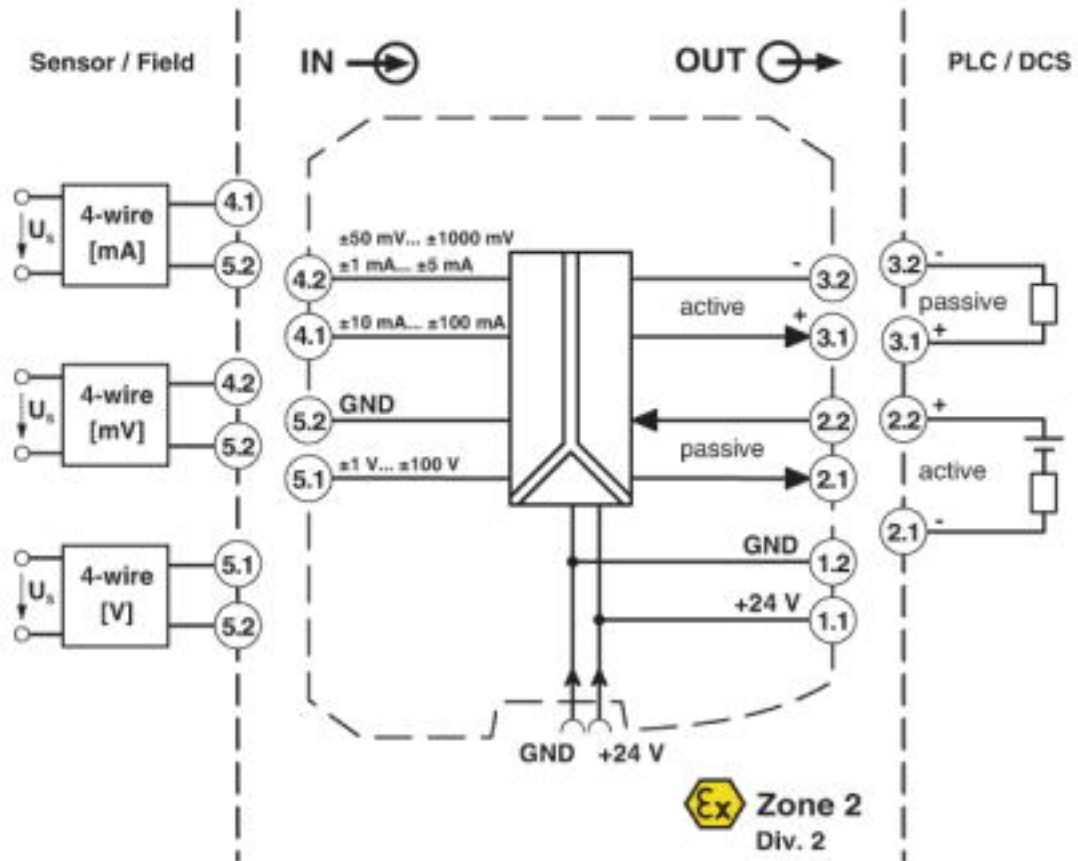 Sensor / Field
IN
OUT
PLC / DCS
4-wire
[mA]
Us
4.1
5.2
4-wire
[mV]
Us
4.2
5.2
4-wire
[V]
Us
5.1
5.2
±50 mV... ±1000 mV
4.2
±1 mA... ±5 mA
4.1
±10 mA... ±100 mA
5.2
GND
5.1
±1 V... ±100 V
-
3.2
active
+
3.1
2.2
passive
2.1
GND
1.2
+24 V
1.1
GND
+24 V
3.2
-
passive
3.1
+
2.2
+
active
2.1
-
Ex
Zone 2
Div. 2